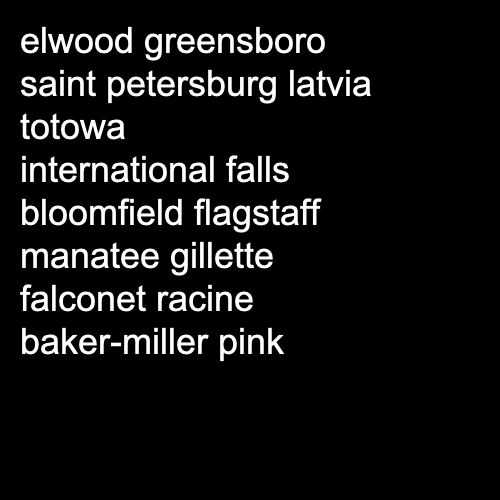 elwood greensboro
saint petersburg latvia
totowa
international falls
bloomfield flagstaff
manatee gillette
falconet racine
baker-miller pink